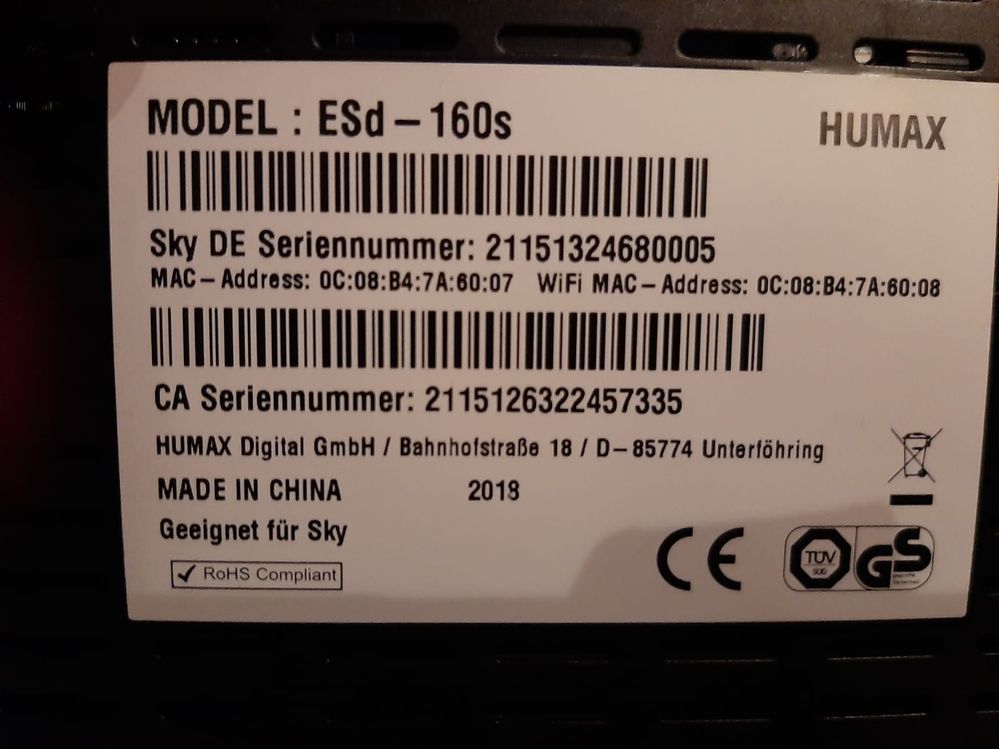 MODEL : ESd – 160s
HUMAX
Sky DE Seriennummer: 21151324680005
MAC – Address: 0C:08:B4:7A:60:07 WiFi MAC – Address: 0C:08:B4:7A:60:08
CA Seriennummer: 2115126322457335
HUMAX Digital GmbH / Bahnhofstraße 18 / D – 85774 Unterföhring
MADE IN CHINA 2018
Geeignet für Sky
✓ RoHS Compliant
CE
TÜV
SÜD
GS